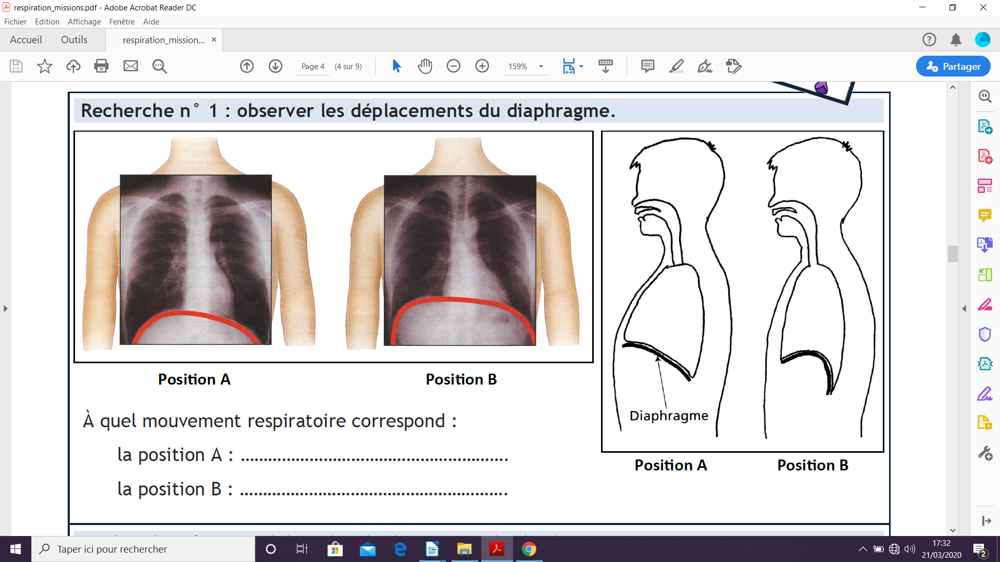 respiration_missions.pdf - Adobe Acrobat Reader DC
Fichier Edition Affichage Fenêtre Aide
Accueil Outils respiration_mission... ×
Page 4 (4 sur 9) 159% Partager
Recherche n° 1 : observer les déplacements du diaphragme.
Diaphragme
Position A Position B
Position A Position B
À quel mouvement respiratoire correspond :
la position A : ..........................................................
la position B : ..........................................................
Taper ici pour rechercher
17:32
21/03/2020
2